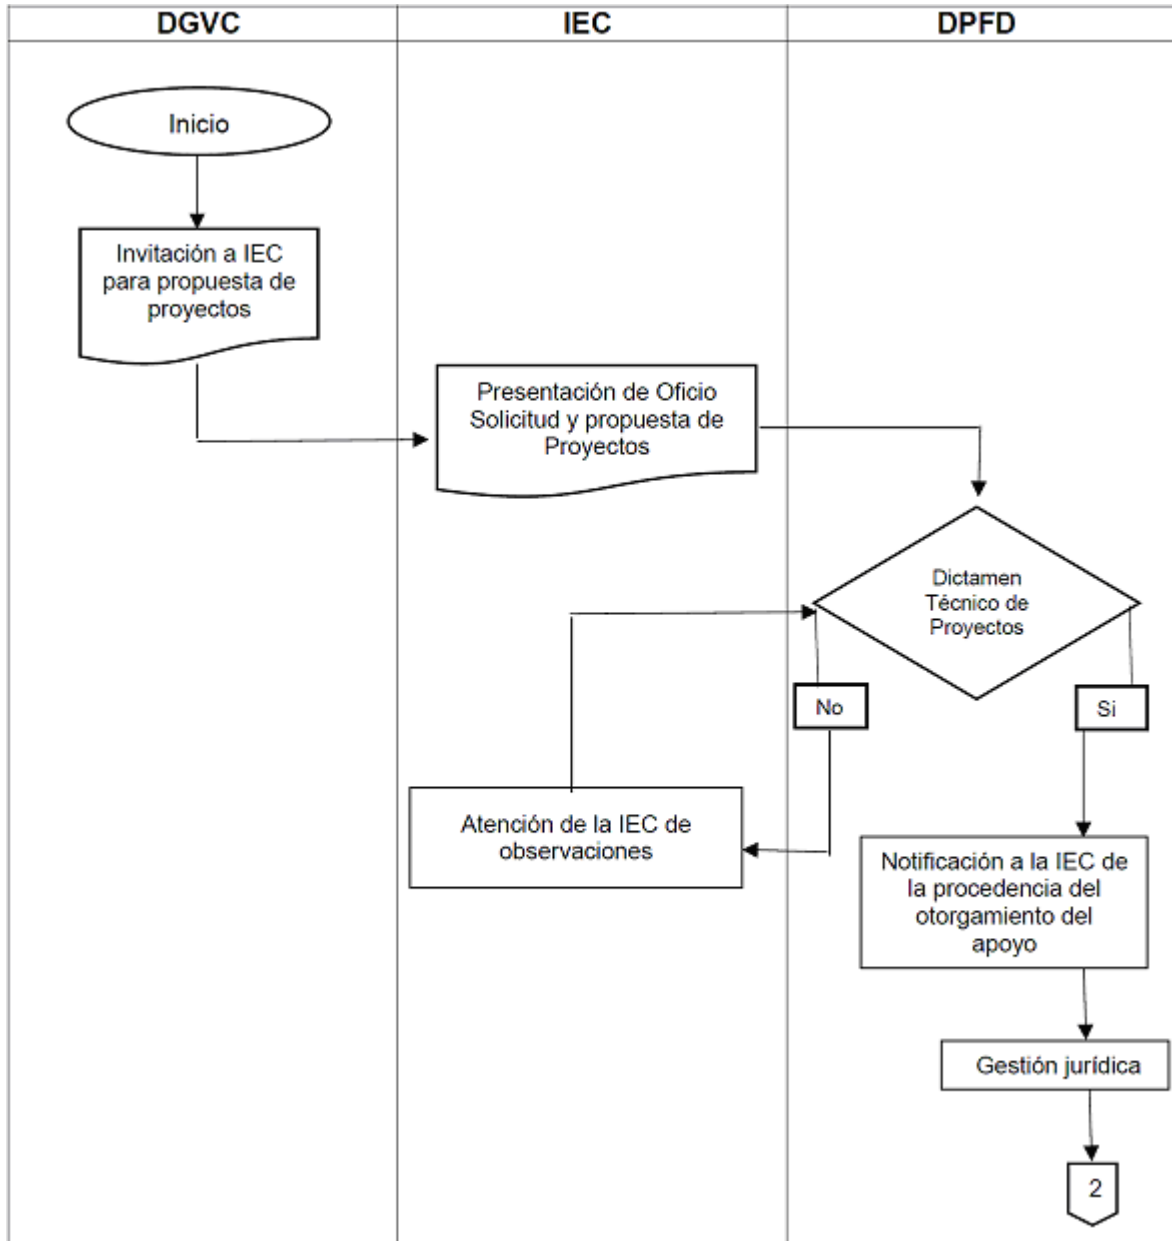 DGVC
IEC
DPFD
Inicio
Invitación a IEC
para propuesta de
proyectos
Presentación de Oficio
Solicitud y propuesta de
Proyectos
Dictamen
Técnico de
Proyectos
No
Si
Atención de la IEC de
observaciones
Notificación a la IEC de
la procedencia del
otorgamiento del
apoyo
Gestión jurídica
2